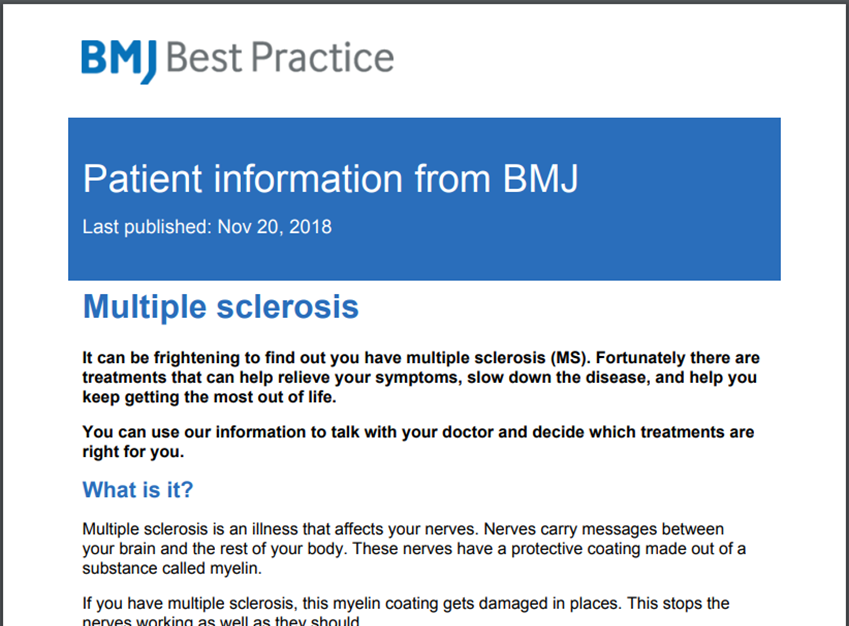 BMJ Best Practice
Patient information from BMJ
Last published: Nov 20, 2018
Multiple sclerosis
It can be frightening to find out you have multiple sclerosis (MS). Fortunately there are
treatments that can help relieve your symptoms, slow down the disease, and help you
keep getting the most out of life.
You can use our information to talk with your doctor and decide which treatments are
right for you.
What is it?
Multiple sclerosis is an illness that affects your nerves. Nerves carry messages between
your brain and the rest of your body. These nerves have a protective coating made out of a
substance called myelin.
If you have multiple sclerosis, this myelin coating gets damaged in places. This stops the
nerves working as well as they should